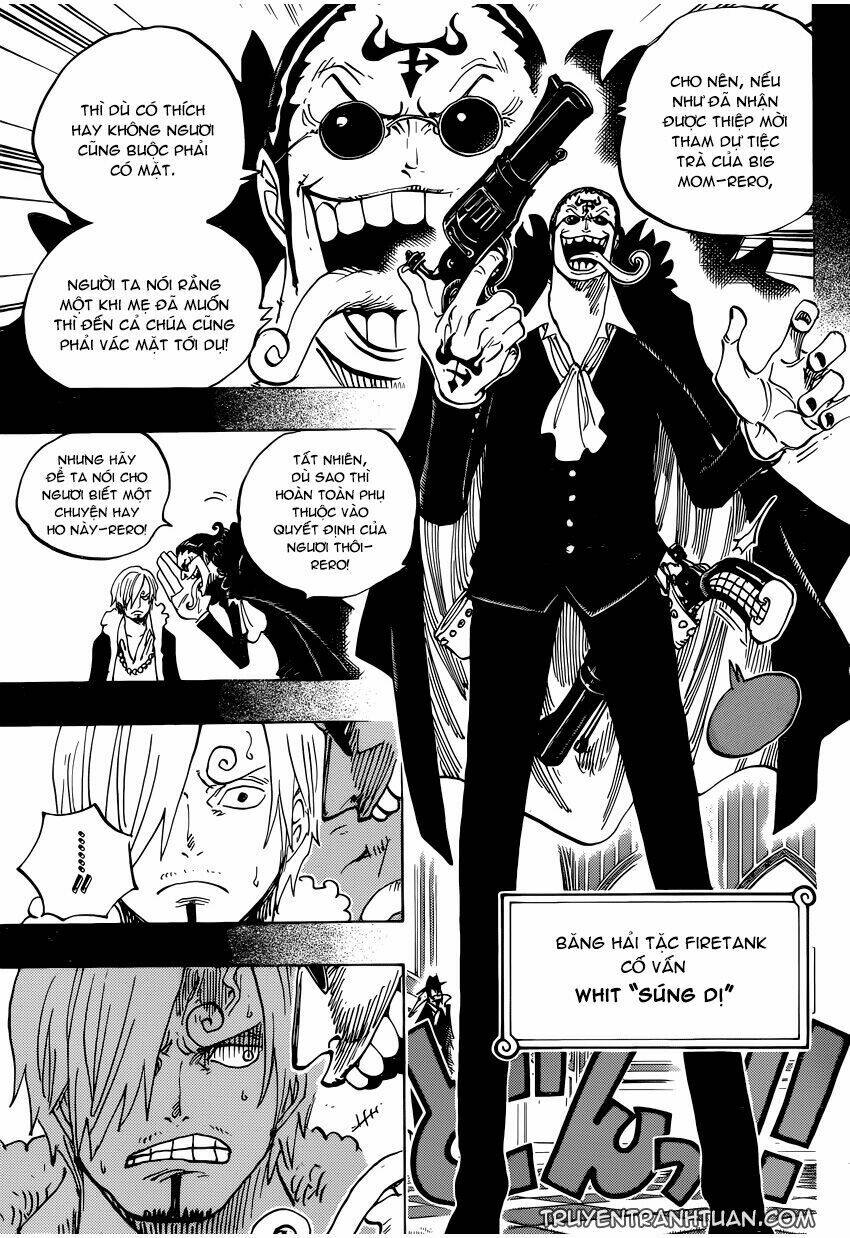 CHO NÊN, NẾU
NHƯ ĐÃ NHẬN
ĐƯỢC THIỆP MỜI
THAM DỰ TIỆC
TRÀ CỦA BIG
MOM-RERO,
THÌ DÙ CÓ THÍCH
HAY KHÔNG NGƯƠI
CŨNG BUỘC PHẢI
CÓ MẶT.
NGƯỜI TA NÓI RẰNG
MỘT KHI MẸ ĐÃ MUỐN
THÌ ĐẾN CẢ CHÚA CŨNG
PHẢI VÁC MẶT TỚI DỰ!
BĂNG HẢI TẶC FIRETANK
CỐ VẤN
WHIT "SÚNG DỊ"
どんっ!!
TẤT NHIÊN,
DÙ SAO THÌ
HOÀN TOÀN PHỤ
THUỘC VÀO
QUYẾT ĐỊNH CỦA
NGƯƠI THÔI-
RERO!
NHƯNG HÃY
ĐỂ TA NÓI CHO
NGƯƠI BIẾT MỘT
CHUYỆN HAY
HO NÀY-RERO!
........!!
TRUYENTRANHTUAN.COM